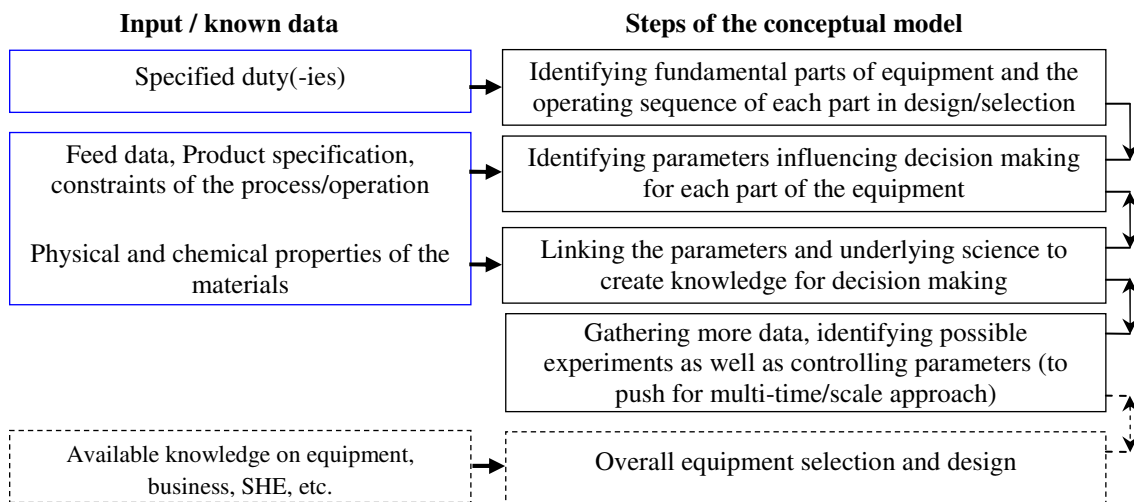 Input / known data
Steps of the conceptual model
Specified duty(-ies)
Identifying fundamental parts of equipment and the
operating sequence of each part in design/selection
Feed data, Product specification,
constraints of the process/operation
Identifying parameters influencing decision making
for each part of the equipment
Physical and chemical properties of the
materials
Linking the parameters and underlying science to
create knowledge for decision making
Gathering more data, identifying possible
experiments as well as controlling parameters (to
push for multi-time/scale approach)
Available knowledge on equipment,
business, SHE, etc.
Overall equipment selection and design